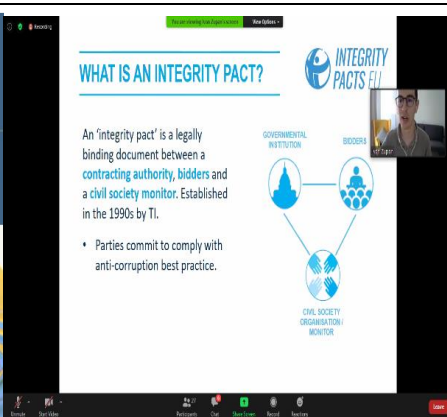 Recording
You are viewing how Zupan's screen View Options
WHAT IS AN INTEGRITY PACT?
INTEGRITY
PACTS EU
An 'integrity pact' is a legally
binding document between a
contracting authority, bidders and
a civil society monitor. Established
in the 1990s by TI.
• Parties commit to comply with
anti-corruption best practice.
GOVERNMENTAL
INSTITUTION
BIDDERS
CIVIL SOCIETY
ORGANISATION /
MONITOR
Zupan
Unmute
Start Video
Participants
Chat
Share Screen
Record
Reactions
Leave